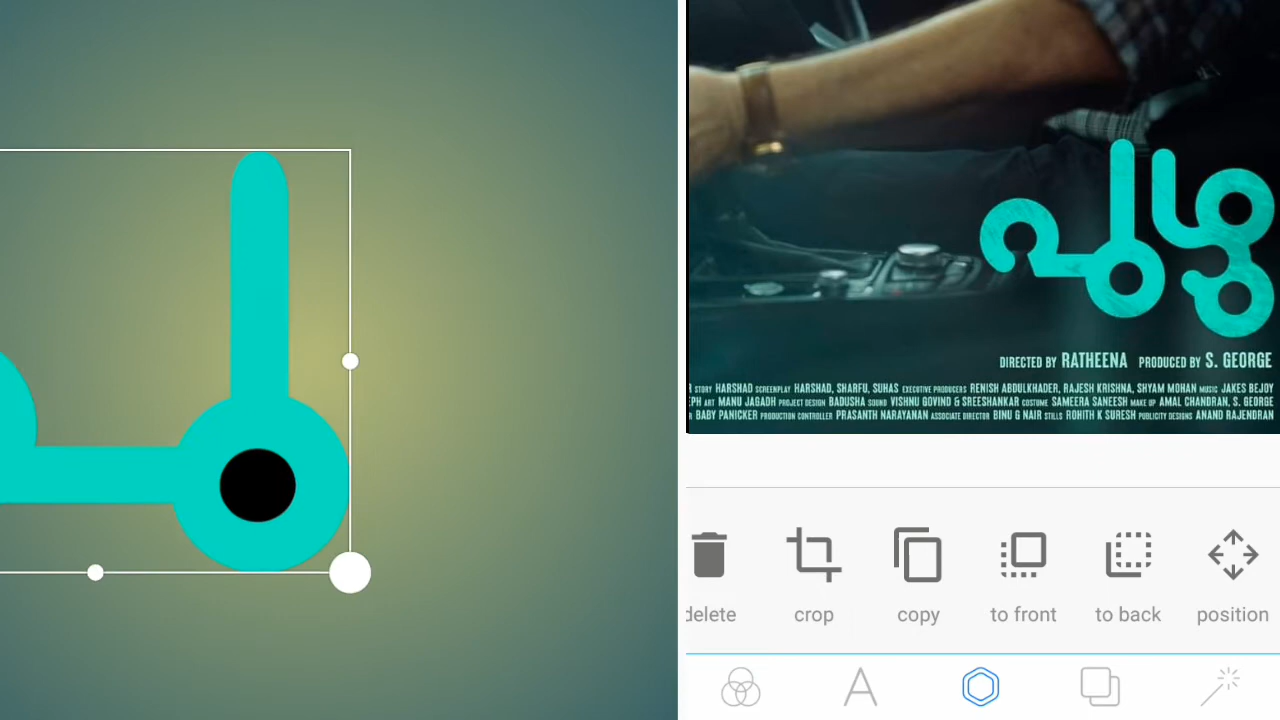 പുഴു
DIRECTED BY RATHEENA PRODUCED BY S. GEORGE
STORY HARSHAD SCREENPLAY HARSHAD, SHARFU, SUHAS EXECUTIVE PRODUCERS RENISH ABDULKHADER, RAJESH KRISHNA, SHYAM MOHAN MUSIC JAKES BEJOY
ART MANU JAGADH PROJECT DESIGN BADUSHA SOUND VISHNU GOVIND & SREESHANKAR COSTUME SAMEERA SANEESH MAKE UP AMAL CHANDRAN, S. GEORGE
BABY PANICKER PRODUCTION CONTROLLER PRASANTH NARAYANAN ASSOCIATE DIRECTOR BINU G NAIR STILLS ROHITH K SURESH PUBLICITY DESIGNS ANAND RAJENDRAN
delete crop copy to front to back position